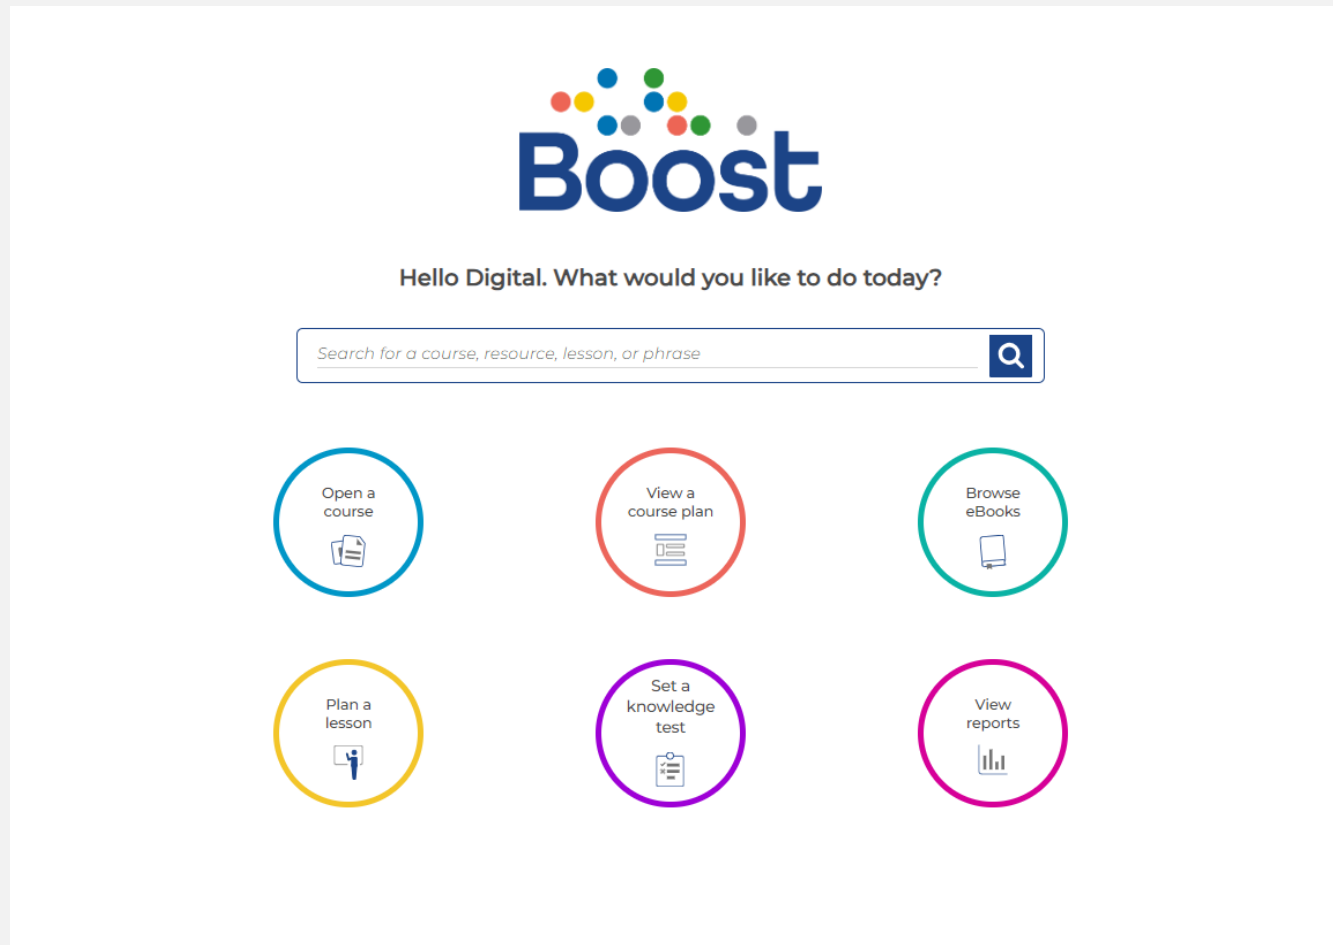 Boost
Hello Digital. What would you like to do today?
Search for a course, resource, lesson, or phrase
Open a
course
View a
course plan
Browse
eBooks
Plan a
lesson
Set a
knowledge
test
View
reports